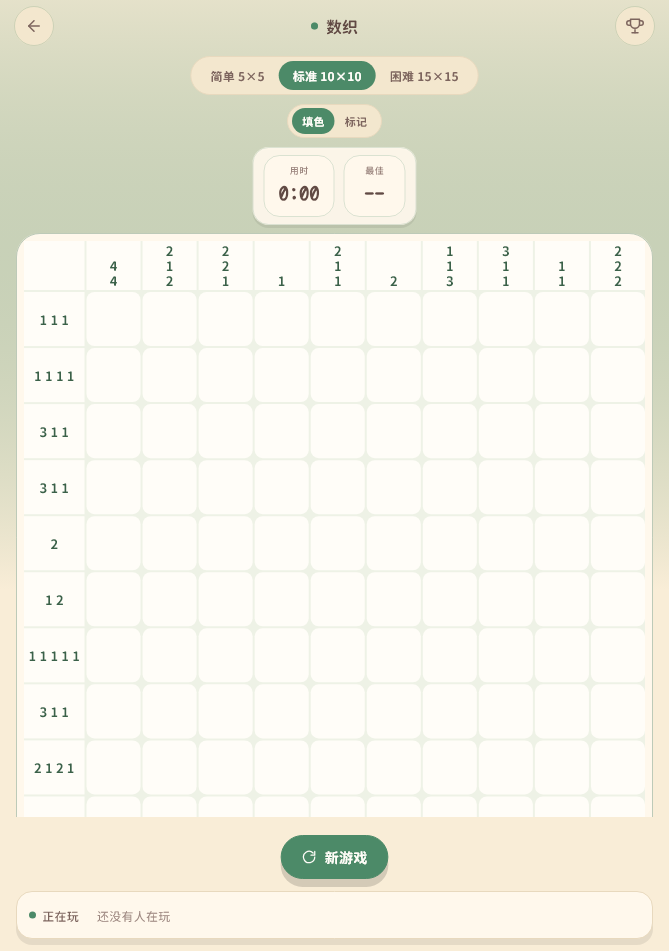 数织
简单 5×5 标准 10×10 困难 15×15
填色 标记
用时 最佳
0:00 --
2 2 2 1 3 2
4 1 2 1 1 1 1 2
4 2 1 1 1 2 3 1 1 2
1 1 1
1 1 1 1
3 1 1
3 1 1
2
1 2
1 1 1 1 1
3 1 1
2 1 2 1
新游戏
正在玩 还没有人在玩